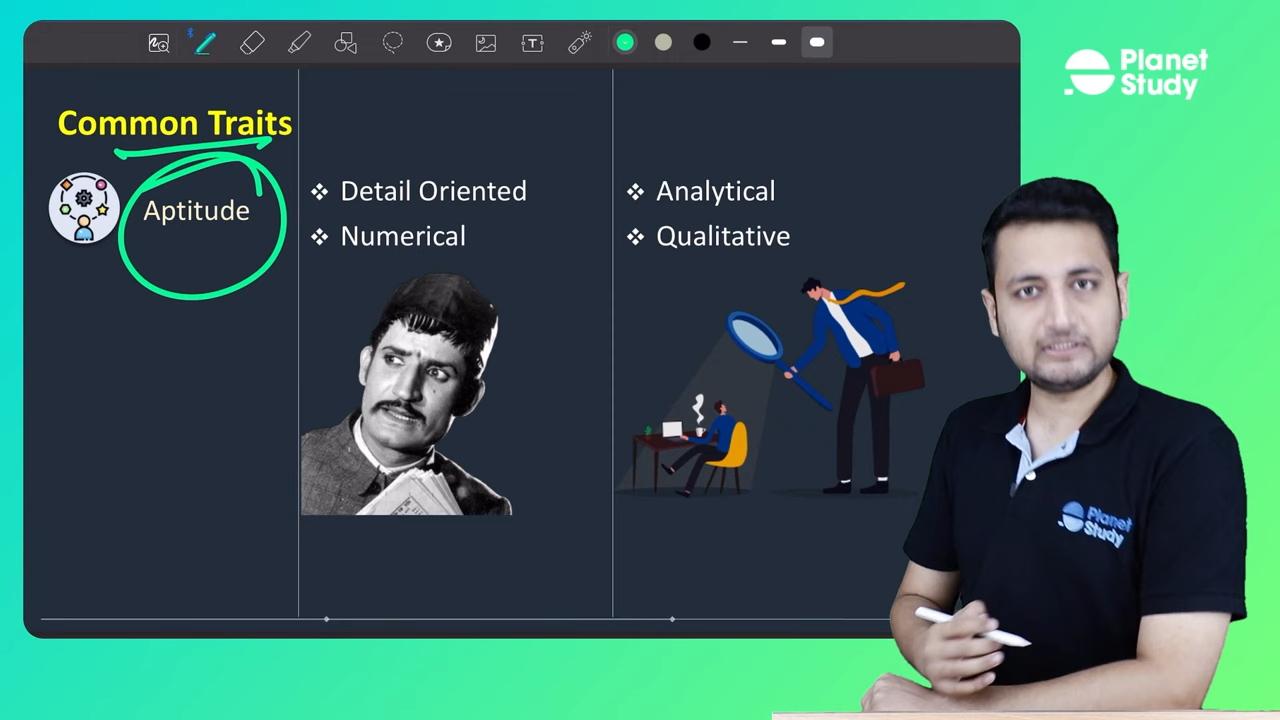 Planet
Study
Common Traits
Aptitude
❖ Detail Oriented
❖ Numerical
❖ Analytical
❖ Qualitative
T
Planet
Study